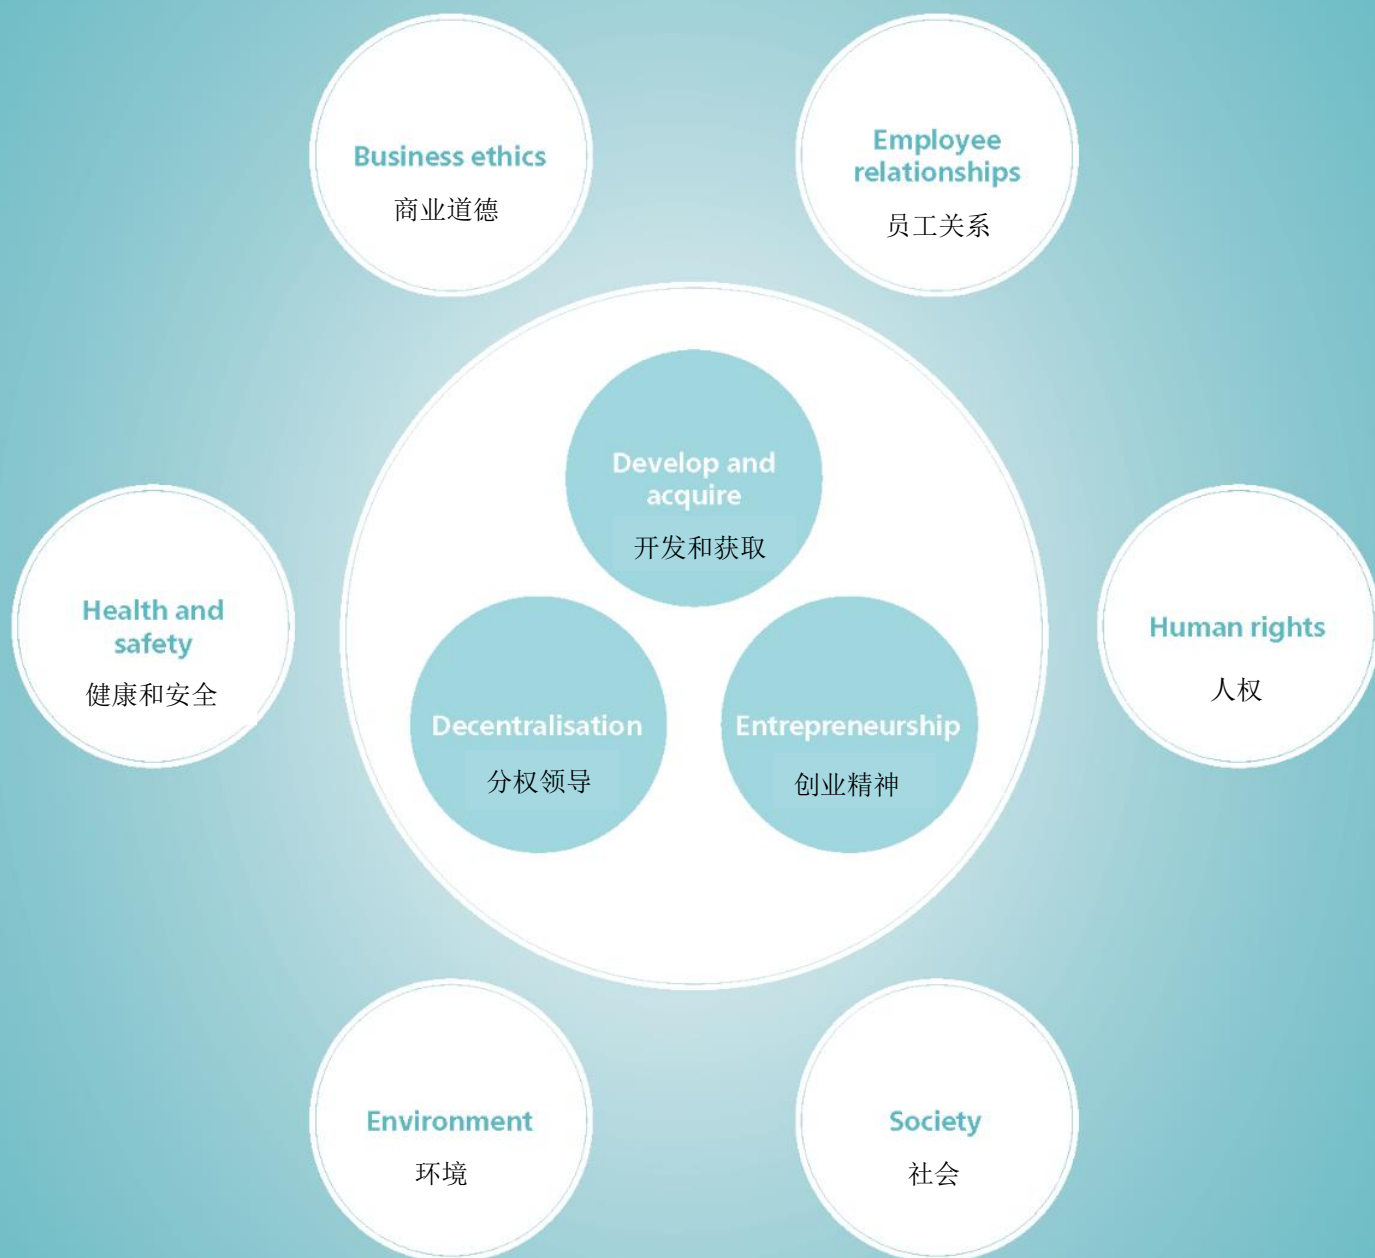 Business ethics
商业道德
Employee
relationships
员工关系
Develop and
acquire
开发和获取
Health and
safety
健康和安全
Human rights
人权
Decentralisation
分权领导
Entrepreneurship
创业精神
Environment
环境
Society
社会